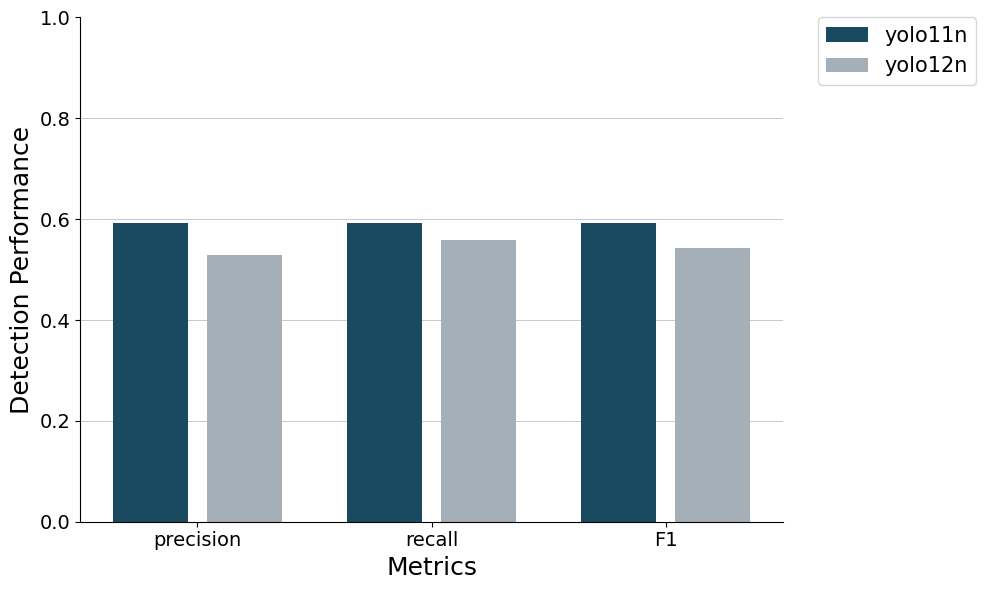 1.0
0.8
0.6
0.4
0.2
0.0
Detection Performance
precision
recall
F1
Metrics
yolo11n
yolo12n